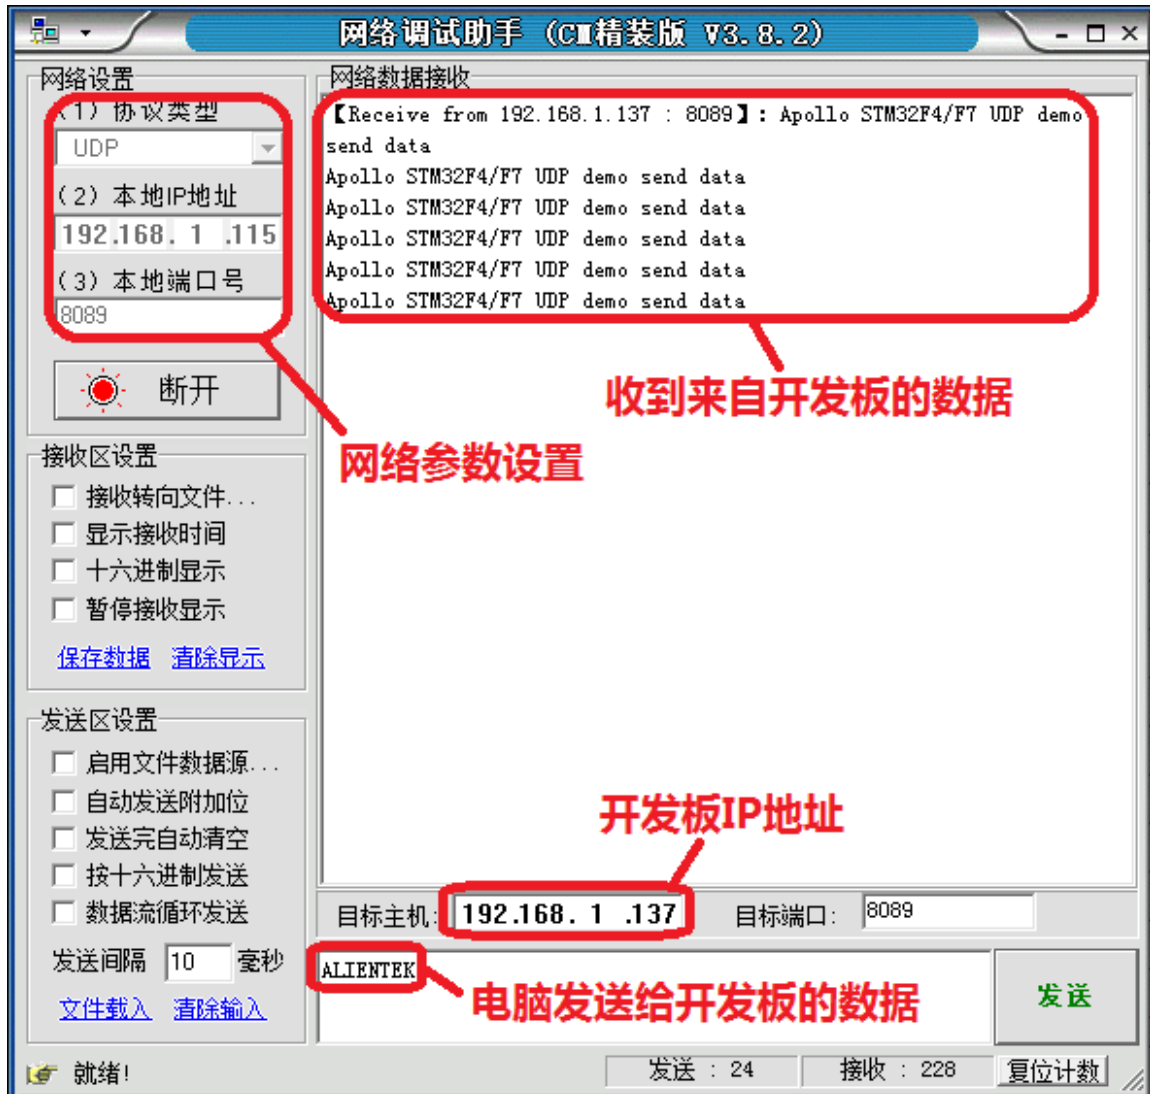 网络调试助手 (CM精装版 V3.8.2)
网络设置
(1) 协议类型
UDP
(2) 本地IP地址
192.168. 1 .115
(3) 本地端口号
8089
断开
网络参数设置
接收区设置
接收转向文件...
显示接收时间
十六进制显示
暂停接收显示
保存数据 清除显示
发送区设置
启用文件数据源...
自动发送附加位
发送完自动清空
按十六进制发送
数据流循环发送
发送间隔 10 毫秒
文件载入 清除输入
网络数据接收
【Receive from 192.168.1.137 : 8089】: Apollo STM32F4/F7 UDP demo
send data
Apollo STM32F4/F7 UDP demo send data
Apollo STM32F4/F7 UDP demo send data
Apollo STM32F4/F7 UDP demo send data
Apollo STM32F4/F7 UDP demo send data
Apollo STM32F4/F7 UDP demo send data
收到来自开发板的数据
开发板IP地址
目标主机: 192.168. 1 .137 目标端口: 8089
ALIENTEK
电脑发送给开发板的数据
发送
就绪! 发送 : 24 接收 : 228 复位计数